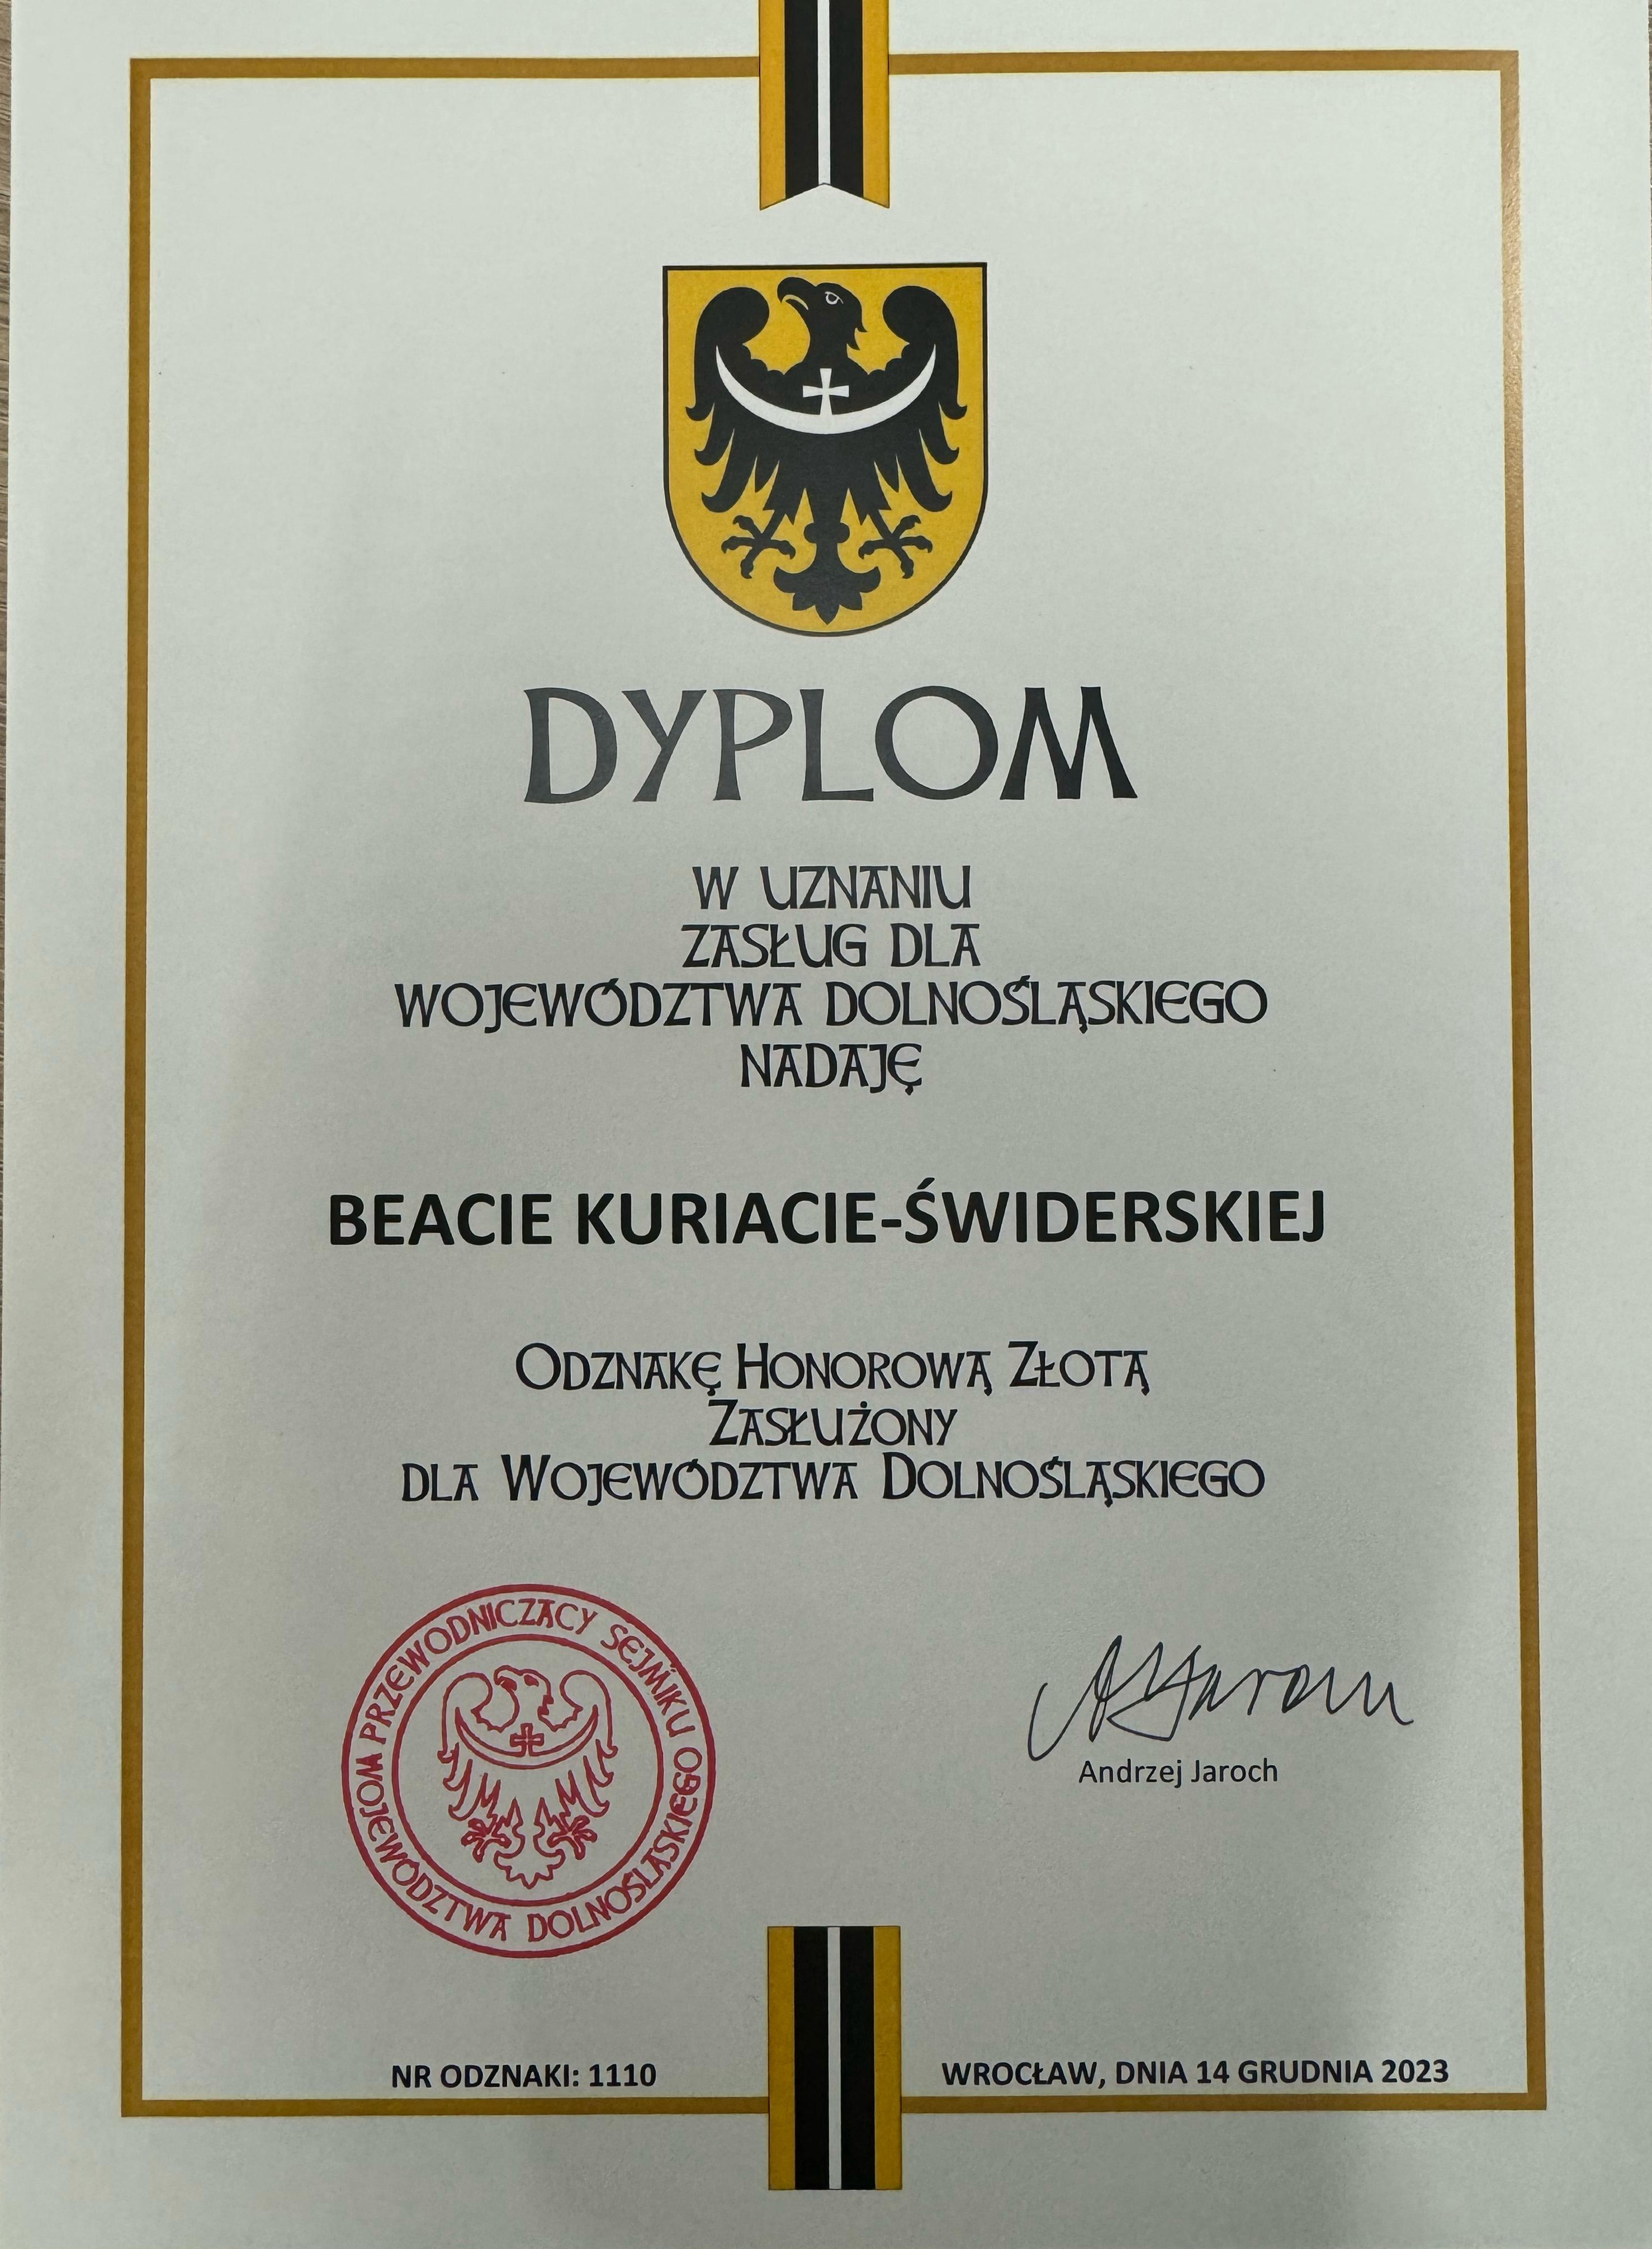 DYPLOM
W UZNANIU
ZASŁUG DLA
WOJEWÓDZTWA DOLNOŚLĄSKIEGO
NADAJĘ
BEACIE KURIACIE-ŚWIDERSKIEJ
ODZNAKĘ HONOROWĄ ZŁOTĄ
ZASŁUŻONY
DLA WOJEWÓDZTWA DOLNOŚLĄSKIEGO
PRZEWODNICZĄCY SEJMIKU
WOJEWÓDZTWA DOLNOŚLĄSKIEGO
Andrzej Jaroch
NR ODZNAKI: 1110
WROCŁAW, DNIA 14 GRUDNIA 2023